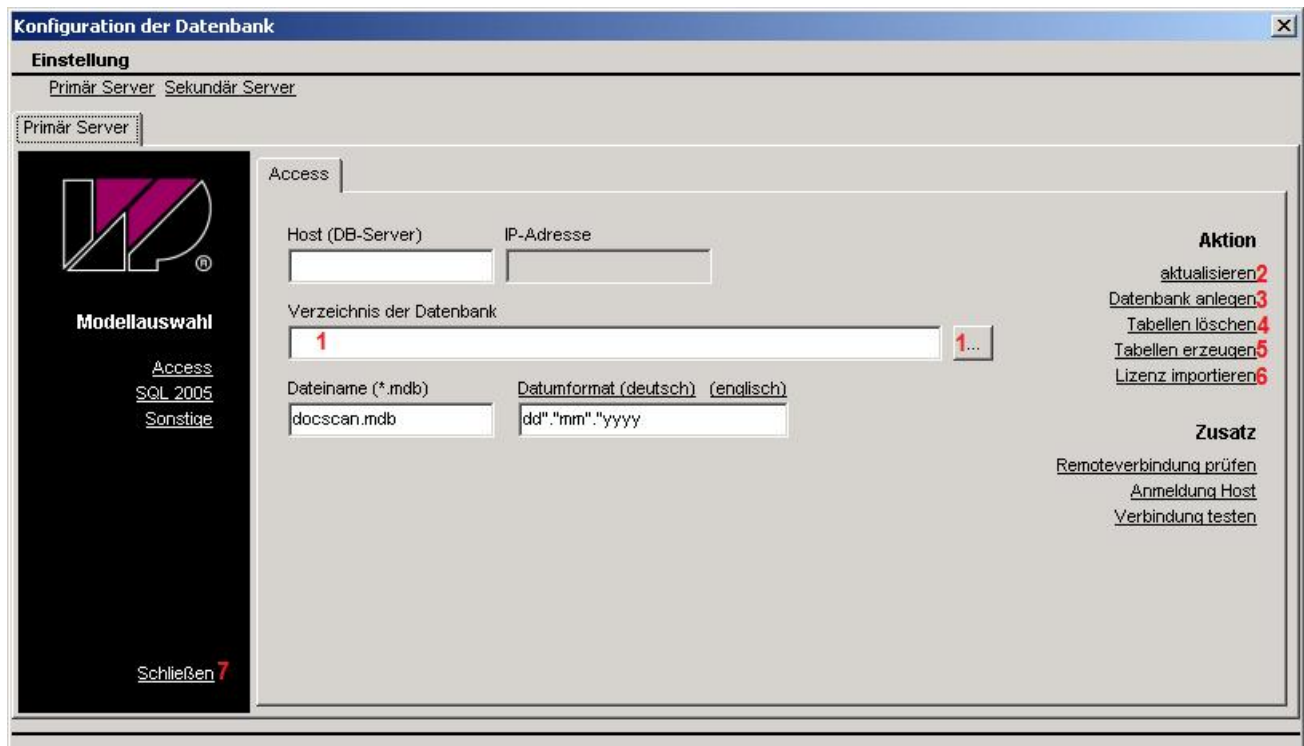 Konfiguration der Datenbank
Einstellung
Primär Server Sekundär Server
Primär Server
Access
®
Modellauswahl
Access
SQL 2005
Sonstige
Schließen 7
Host (DB-Server) IP-Adresse
Verzeichnis der Datenbank
1 1...
Dateiname (*.mdb) Datumformat (deutsch) (englisch)
docscan.mdb dd"."mm"."yyyy
Aktion
aktualisieren2
Datenbank anlegen3
Tabellen löschen4
Tabellen erzeugen5
Lizenz importieren6
Zusatz
Remoteverbindung prüfen
Anmeldung Host
Verbindung testen